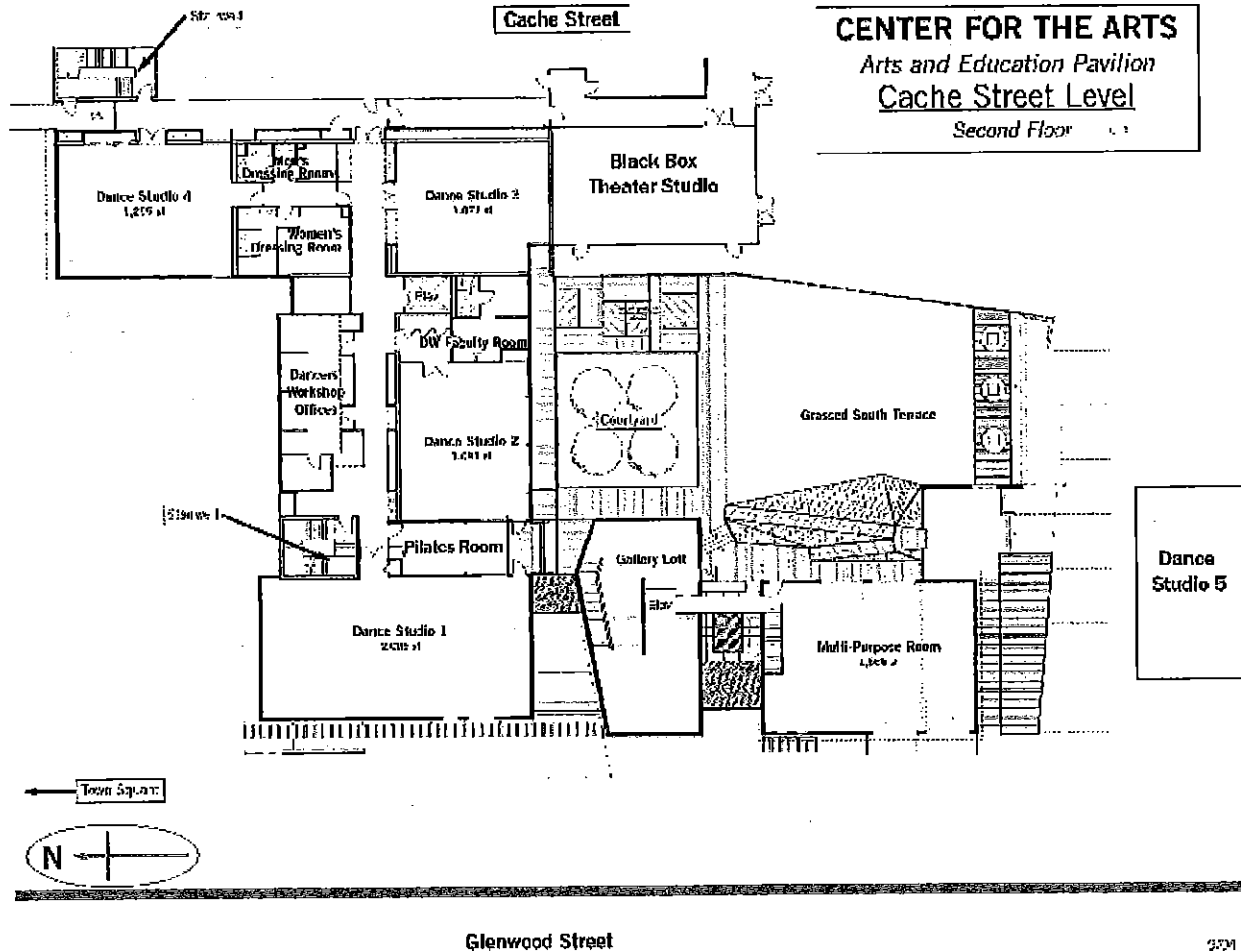 Cache Street
CENTER FOR THE ARTS
Arts and Education Pavilion
Cache Street Level
Second Floor
Men's
Dressing Room
Black Box
Theater Studio
Dance Studio 4
Dance Studio 3
Women's
Dressing Room
Elev
DW Faculty Room
Dancers
Workshop
Offices
Grassed South Terrace
Courtyard
Dance Studio 2
Pilates Room
Gallery Loft
Dance
Studio 5
Elev
Dance Studio 1
Multi-Purpose Room
Town Square
N
Glenwood Street